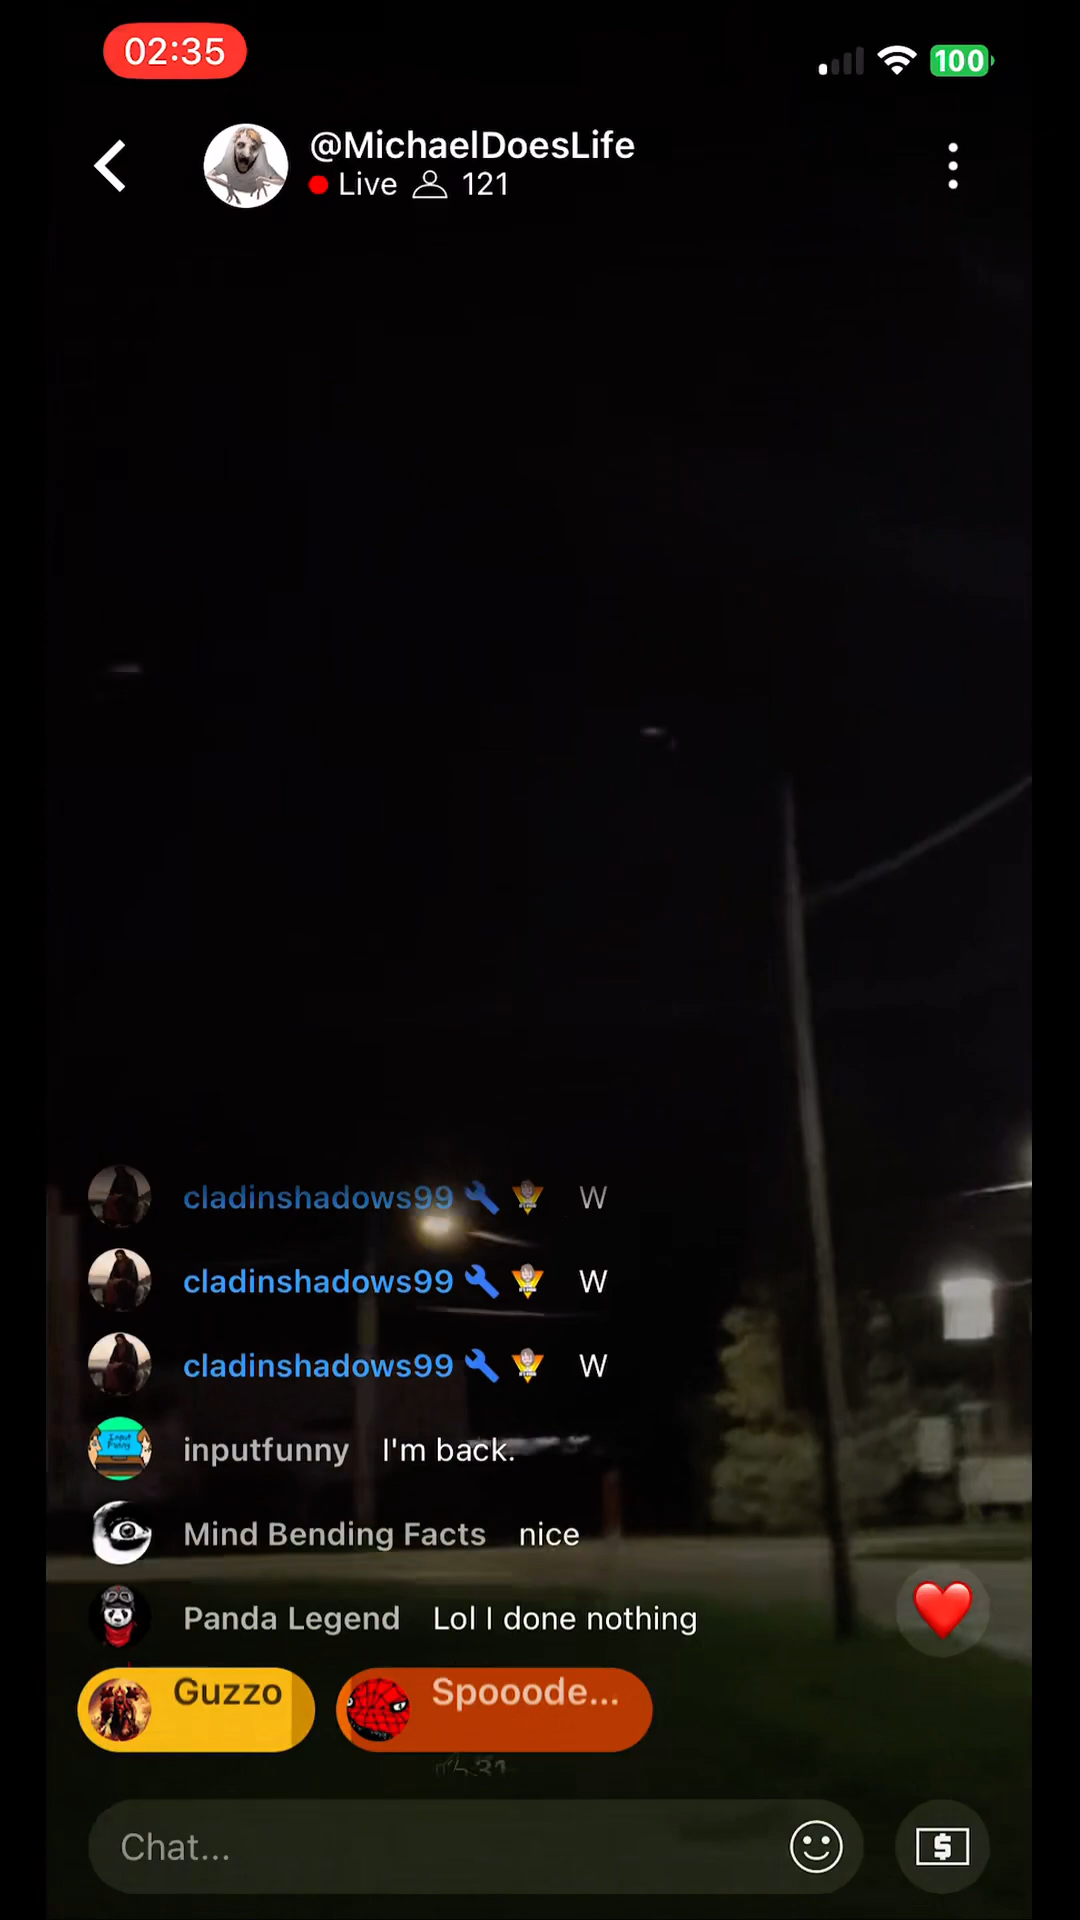 02:35
100
@MichaelDoesLife
Live 121
cladinshadows99 W
cladinshadows99 W
cladinshadows99 W
inputfunny I'm back.
Mind Bending Facts nice
Panda Legend Lol I done nothing
Guzzo Spooode...
Chat...
$